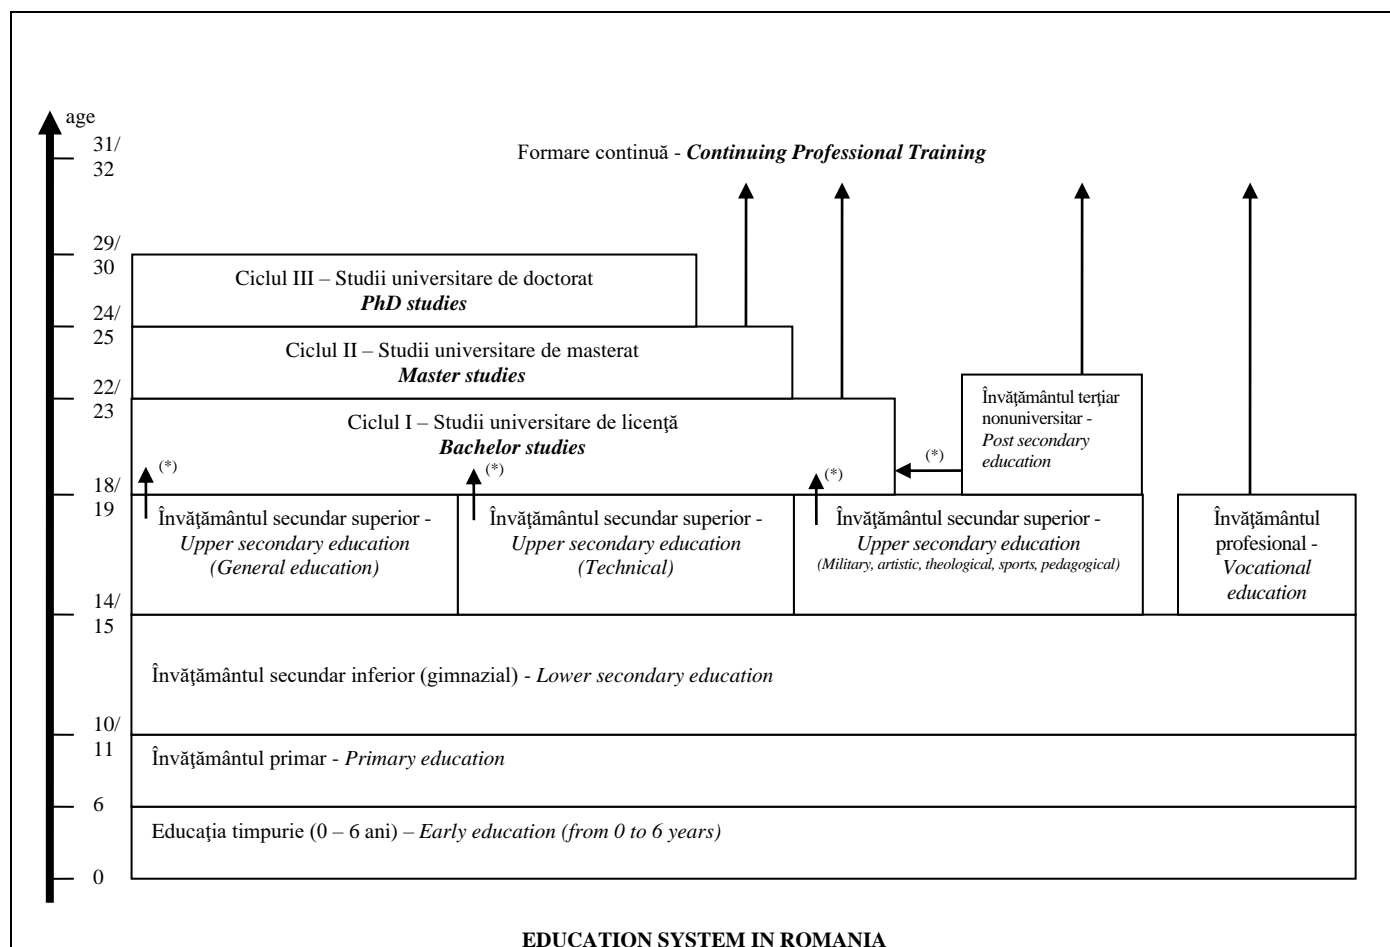 age
31/
32
Formare continuă - Continuing Professional Training
29/
30
Ciclul III – Studii universitare de doctorat
PhD studies
24/
25
Ciclul II – Studii universitare de masterat
Master studies
22/
23
Ciclul I – Studii universitare de licenţă
Bachelor studies
Învăţământul terţiar
nonuniversitar -
Post secondary
education
(*)
(*)
(*)
(*)
18/
19
Învăţământul secundar superior -
Upper secondary education
(General education)
Învăţământul secundar superior -
Upper secondary education
(Technical)
Învăţământul secundar superior -
Upper secondary education
(Military, artistic, theological, sports, pedagogical)
Învăţământul
profesional -
Vocational
education
14/
15
Învăţământul secundar inferior (gimnazial) - Lower secondary education
10/
11
Învăţământul primar - Primary education
6
Educaţia timpurie (0 – 6 ani) – Early education (from 0 to 6 years)
0
EDUCATION SYSTEM IN ROMANIA